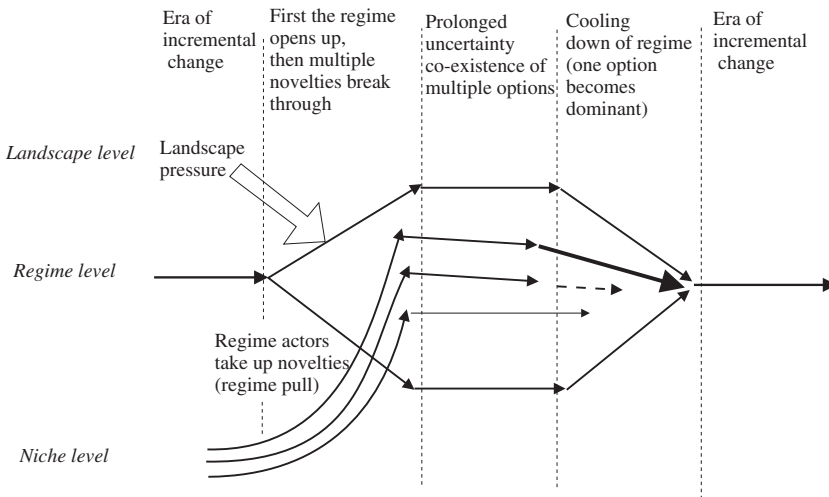 Era of
incremental
change
First the regime
opens up,
then multiple
novelties break
through
Prolonged
uncertainty
co-existence of
multiple options
Cooling
down of regime
(one option
becomes
dominant)
Era of
incremental
change
Landscape level
Landscape
pressure
Regime level
Regime actors
take up novelties
(regime pull)
Niche level